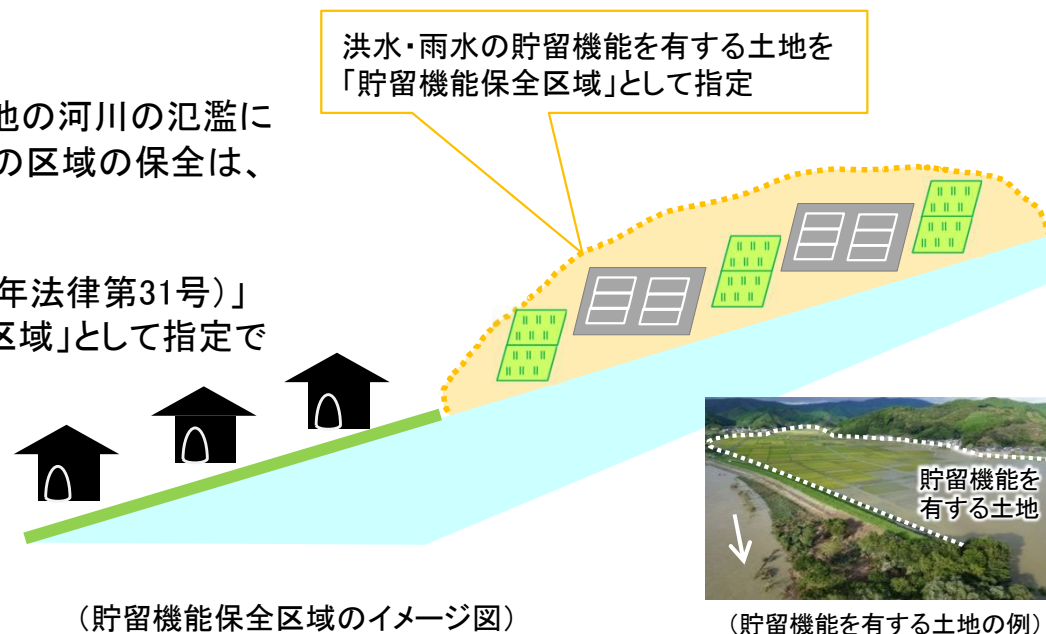 洪水・雨水の貯留機能を有する土地を
「貯留機能保全区域」として指定
他の河川の氾濫に
の区域の保全は、
年法律第31号)」
区域」として指定で
貯留機能を
有する土地
(貯留機能保全区域のイメージ図)
(貯留機能を有する土地の例)